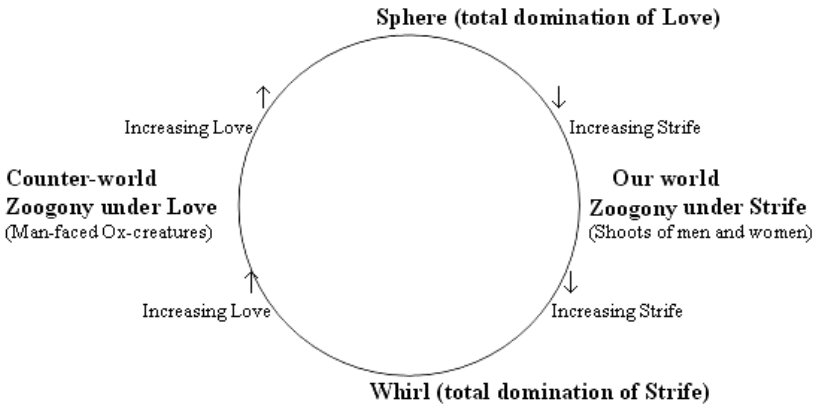 Sphere (total domination of Love)
Increasing Love
Increasing Strife
Counter-world
Zoogony under Love
(Man-faced Ox-creatures)
Our world
Zoogony under Strife
(Shoots of men and women)
Increasing Love
Increasing Strife
Whirl (total domination of Strife)